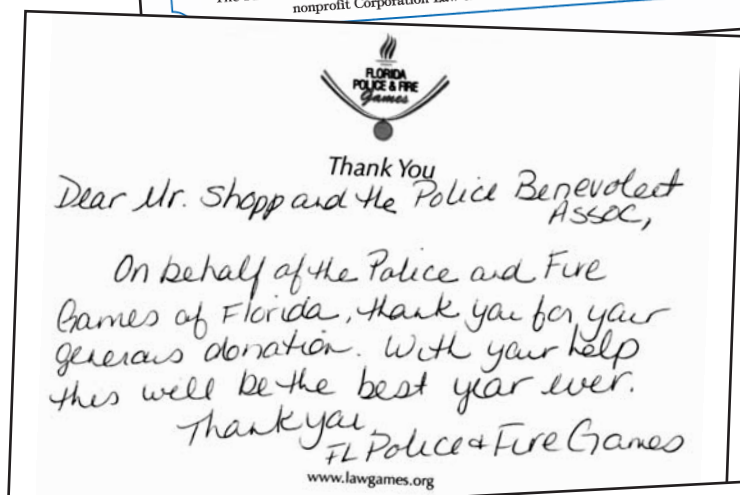 nonprofit Corporation
FLORIDA
POLICE & FIRE
Games
Thank You
Dear Mr. Shopp and the Police Benevolent
Assoc,
On behalf of the Police and Fire
Games of Florida, thank you for your
generous donation. With your help
this will be the best year ever.
Thank you,
FL Police & Fire Games
www.lawgames.org